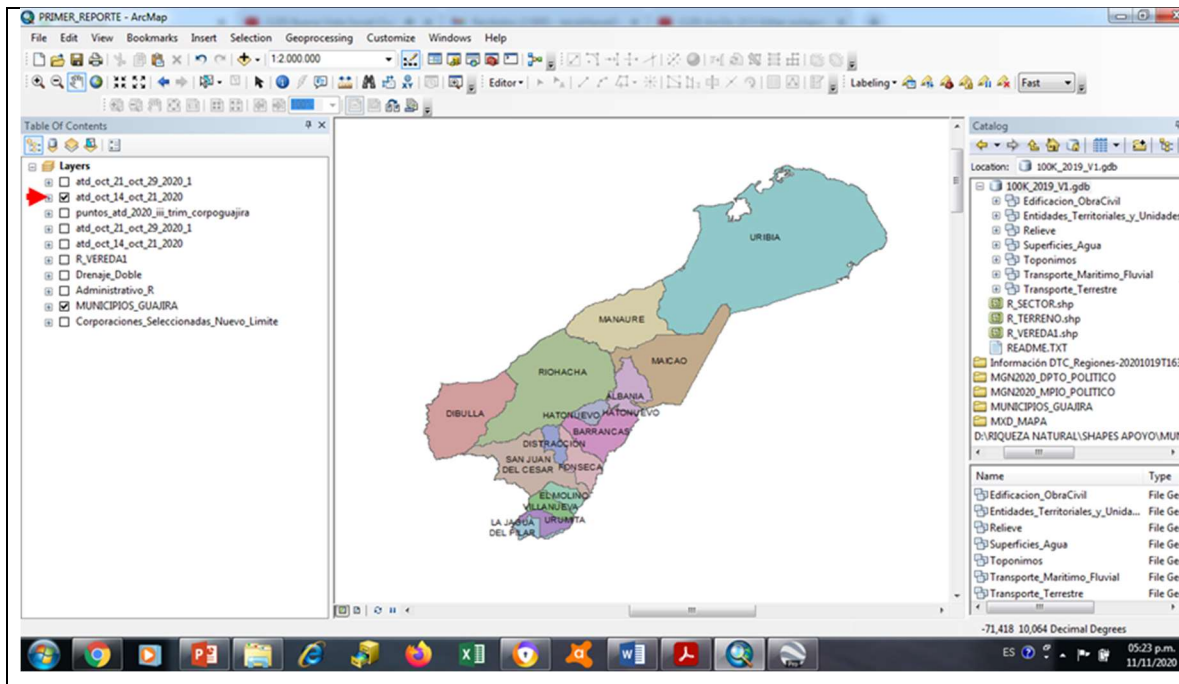 PRIMER_REPORTE - ArcMap
File Edit View Bookmarks Insert Selection Geoprocessing Customize Windows Help
1:2.000.000
Editor
Labeling
Fast
Table Of Contents
Layers
atd_oct_21_oct_29_2020_1
atd_oct_14_oct_21_2020
puntos_atd_2020_iii_trim_corpoguajira
atd_oct_21_oct_29_2020_1
atd_oct_14_oct_21_2020
R_VEREDA1
Drenaje_Doble
Administrativo_R
MUNICIPIOS_GUAJIRA
Corporaciones_Seleccionadas_Nuevo_Limite
URIBIA
MANAURE
MAICAO
RIOHACHA
ALBANIA
DIBULLA
HATONUEVO HATONUEVO
BARRANCAS
DISTRACCIÓN
SAN JUAN
DEL CESAR
FONSECA
EL MOLINO
VILLANUEVA
URUMITA
LA JAGUA
DEL PILAR
Catalog
Location: 100K_2019_V1.gdb
100K_2019_V1.gdb
Edificacion_ObraCivil
Entidades_Territoriales_y_Unidades
Relieve
Superficies_Agua
Toponimos
Transporte_Maritimo_Fluvial
Transporte_Terrestre
R_SECTOR.shp
R_TERRENO.shp
R_VEREDA1.shp
README.TXT
Información DTC_Regiones-20201019T163
MGN2020_DPTO_POLITICO
MGN2020_MPIO_POLITICO
MUNICIPIOS_GUAJIRA
MXD_MAPA
D:\RIQUEZA NATURAL\SHAPES APOYO\MUN
Name Type
Edificacion_ObraCivil File Ge
Entidades_Territoriales_y_Unida... File Ge
Relieve File Ge
Superficies_Agua File Ge
Toponimos File Ge
Transporte_Maritimo_Fluvial File Ge
Transporte_Terrestre File Ge
-71,418 10,064 Decimal Degrees
ES
05:23 p.m.
11/11/2020